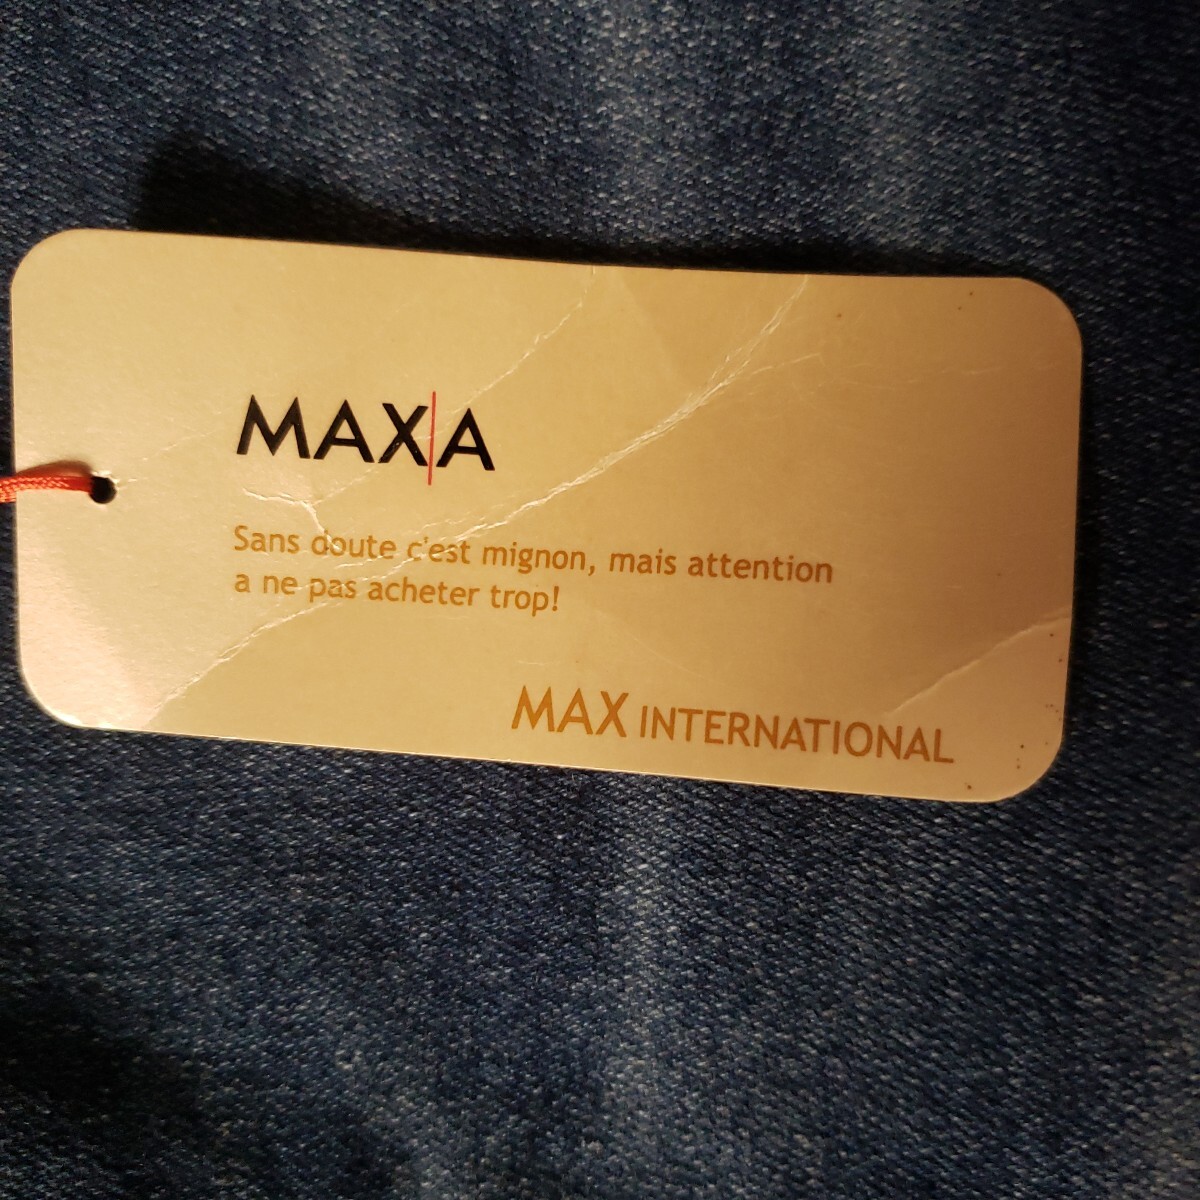 MAX|A
Sans doute c'est mignon, mais attention
a ne pas acheter trop!
MAX INTERNATIONAL